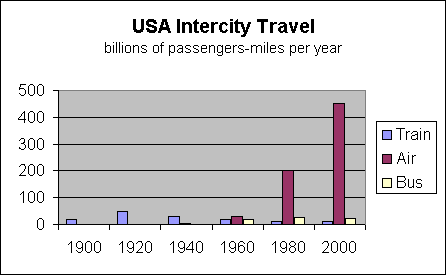 USA Intercity Travel
billions of passengers-miles per year
500
400
300
200
100
0
1900 1920 1940 1960 1980 2000
Train
Air
Bus